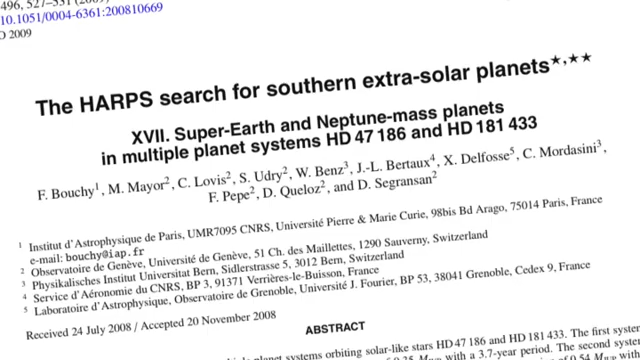 496, 527–531 (2009)
10.1051/0004-6361:200810669
O 2009
The HARPS search for southern extra-solar planets★,★★
XVII. Super-Earth and Neptune-mass planets
in multiple planet systems HD 47 186 and HD 181 433
F. Bouchy1, M. Mayor2, C. Lovis2, S. Udry2, W. Benz3, J.-L. Bertaux4, X. Delfosse5, C. Mordasini3,
F. Pepe2, D. Queloz2, and D. Segransan2
1 Institut d'Astrophysique de Paris, UMR7095 CNRS, Université Pierre & Marie Curie, 98bis Bd Arago, 75014 Paris, France
e-mail: bouchy@iap.fr
2 Observatoire de Genève, Université de Genève, 51 Ch. des Maillettes, 1290 Sauverny, Switzerland
3 Physikalisches Institut Universitat Bern, Sidlerstrasse 5, 3012 Bern, Switzerland
4 Service d'Aéronomie du CNRS, BP 3, 91371 Verrières-le-Buisson, France
5 Laboratoire d'Astrophysique, Observatoire de Grenoble, Université J. Fourier, BP 53, 38041 Grenoble, Cedex 9, France
Received 24 July 2008 / Accepted 20 November 2008
ABSTRACT
planet systems orbiting solar-like stars HD 47 186 and HD 181 433. The first system
with a 3.7-year period. The second system
of 0.54